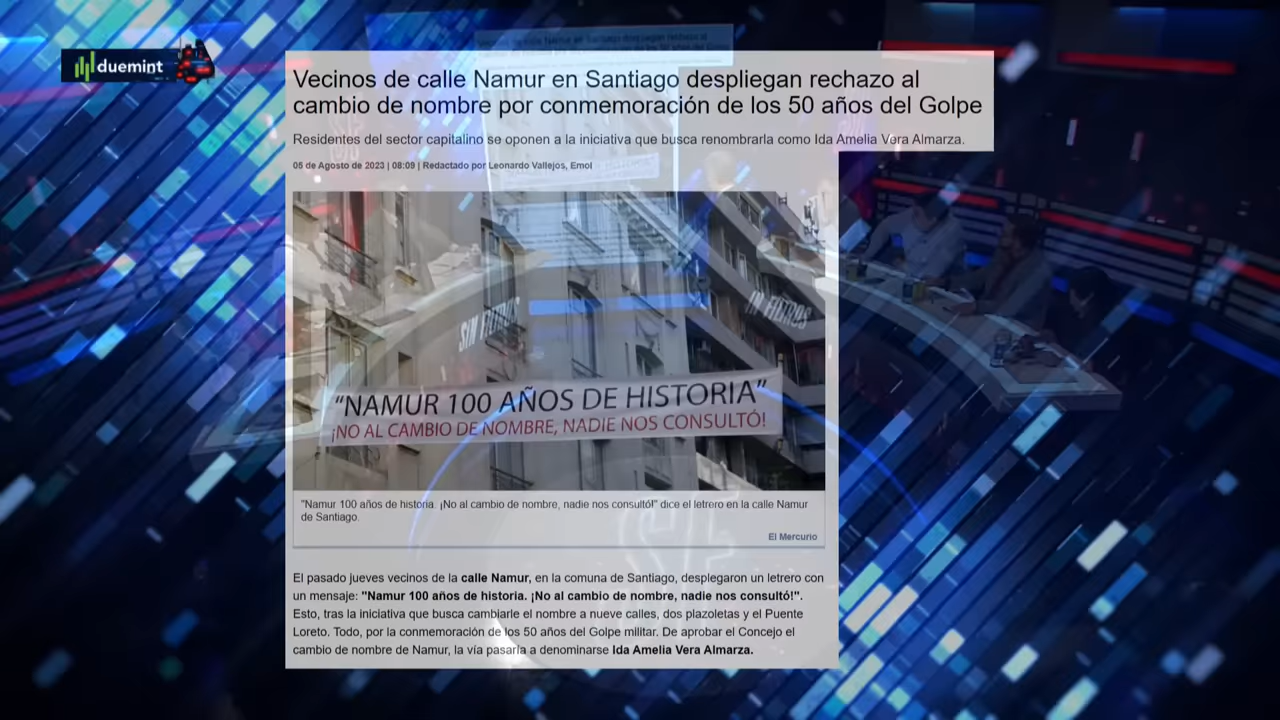 duemint
Vecinos de calle Namur en Santiago despliegan rechazo al
cambio de nombre por conmemoración de los 50 años del Golpe
Residentes del sector capitalino se oponen a la iniciativa que busca renombrarla como Ida Amelia Vera Almarza.
05 de Agosto de 2023 | 08:09 | Redactado por Leonardo Vallejos, Emol
SIN FILTROS
IN FILTROS
“NAMUR 100 AÑOS DE HISTORIA”
¡NO AL CAMBIO DE NOMBRE, NADIE NOS CONSULTÓ!
"Namur 100 años de historia. ¡No al cambio de nombre, nadie nos consultó!" dice el letrero en la calle Namur
de Santiago.
El Mercurio
El pasado jueves vecinos de la calle Namur, en la comuna de Santiago, desplegaron un letrero con
un mensaje: "Namur 100 años de historia. ¡No al cambio de nombre, nadie nos consultó!".
Esto, tras la iniciativa que busca cambiarle el nombre a nueve calles, dos plazoletas y el Puente
Loreto. Todo, por la conmemoración de los 50 años del Golpe militar. De aprobar el Concejo el
cambio de nombre de Namur, la vía pasaría a denominarse Ida Amelia Vera Almarza.